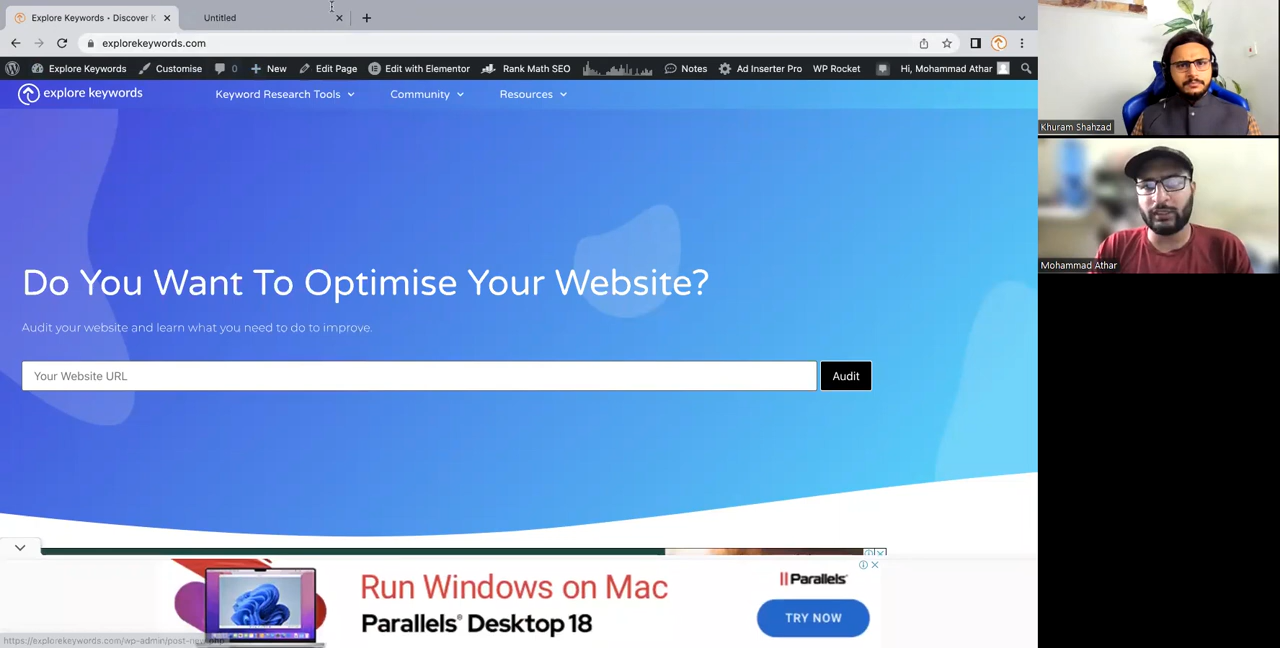 Explore Keywords • Discover K
Untitled
explorekeywords.com
Explore Keywords
Customise
0
New
Edit Page
Edit with Elementor
Rank Math SEO
Notes
Ad Inserter Pro
WP Rocket
Hi, Mohammad Athar
explore keywords
Keyword Research Tools
Community
Resources
Khuram Shahzad
Mohammad Athar
Do You Want To Optimise Your Website?
Audit your website and learn what you need to do to improve.
Your Website URL
Audit
Run Windows on Mac
Parallels® Desktop 18
Parallels®
TRY NOW
https://explorekeywords.com/wp-admin/post-new.php